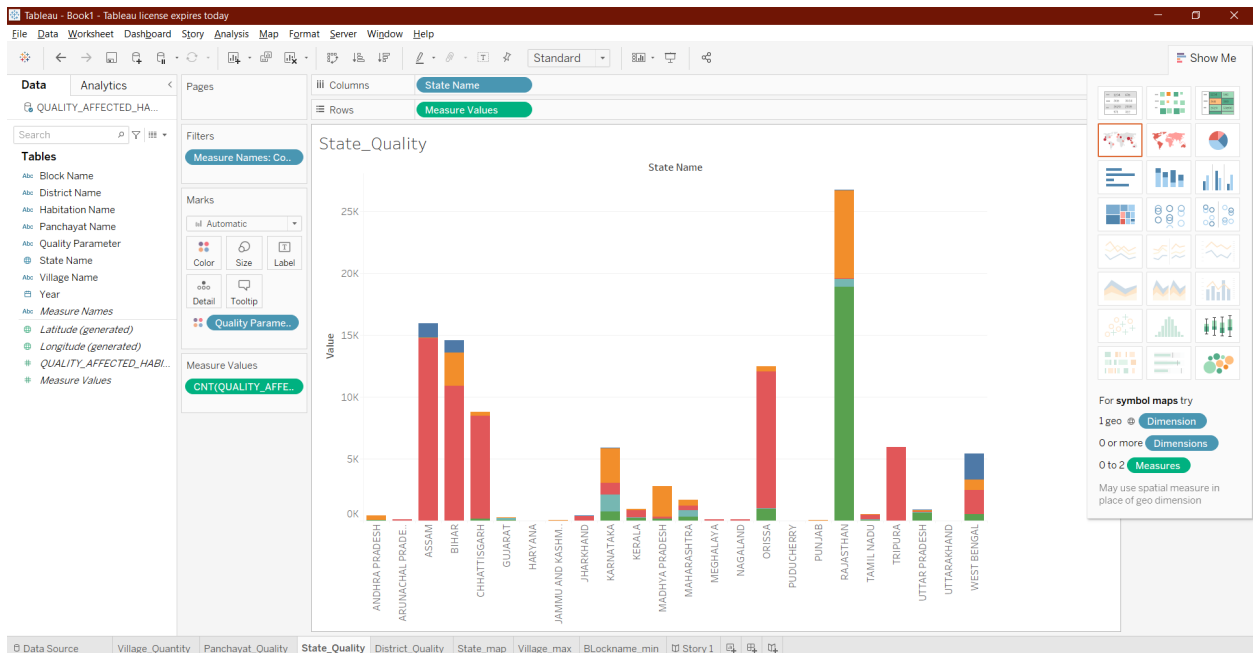 Tableau - Book1 - Tableau license expires today
File Data Worksheet Dashboard Story Analysis Map Format Server Window Help
Standard
Show Me
Data Analytics
QUALITY_AFFECTED_HA...
Search
Tables
Abc Block Name
Abc District Name
Abc Habitation Name
Abc Panchayat Name
Abc Quality Parameter
State Name
Abc Village Name
Year
Abc Measure Names
Latitude (generated)
Longitude (generated)
# QUALITY_AFFECTED_HABI...
# Measure Values
Pages
Filters
Measure Names: Co..
Marks
Automatic
Color Size Label
Detail Tooltip
Quality Parame..
Measure Values
CNT(QUALITY_AFFE..
Columns State Name
Rows Measure Values
State_Quality
State Name
Value
25K
20K
15K
10K
5K
0K
ANDHRA PRADESH
ARUNACHAL PRADE..
ASSAM
BIHAR
CHHATTISGARH
GUJARAT
HARYANA
JAMMU AND KASHM..
JHARKHAND
KARNATAKA
KERALA
MADHYA PRADESH
MAHARASHTRA
MEGHALAYA
NAGALAND
ORISSA
PUDUCHERRY
PUNJAB
RAJASTHAN
TAMIL NADU
TRIPURA
UTTAR PRADESH
UTTARAKHAND
WEST BENGAL
For symbol maps try
1 geo Dimension
0 or more Dimensions
0 to 2 Measures
May use spatial measure in
place of geo dimension
Data Source Village_Quantity Panchayat_Quality State_Quality District_Quality State_map Village_max BLockname_min Story 1